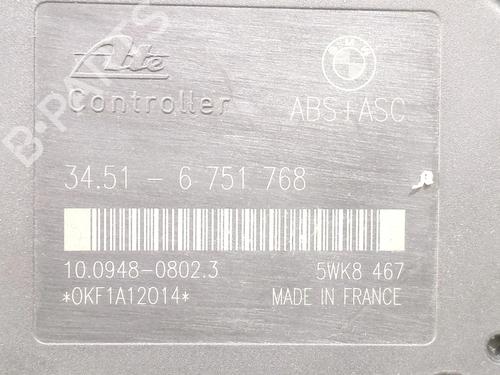 Ate
Controller
ABS+ASC
34.51 - 6 751 768
10.0948-0802.3
5WK8 467
*0KF1A12014*
MADE IN FRANCE
B-PARTS